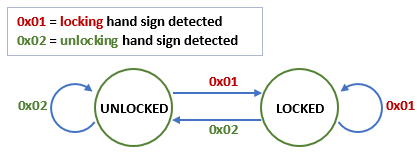 0x01 = locking hand sign detected
0x02 = unlocking hand sign detected
0x01
0x02
UNLOCKED
LOCKED
0x01
0x02